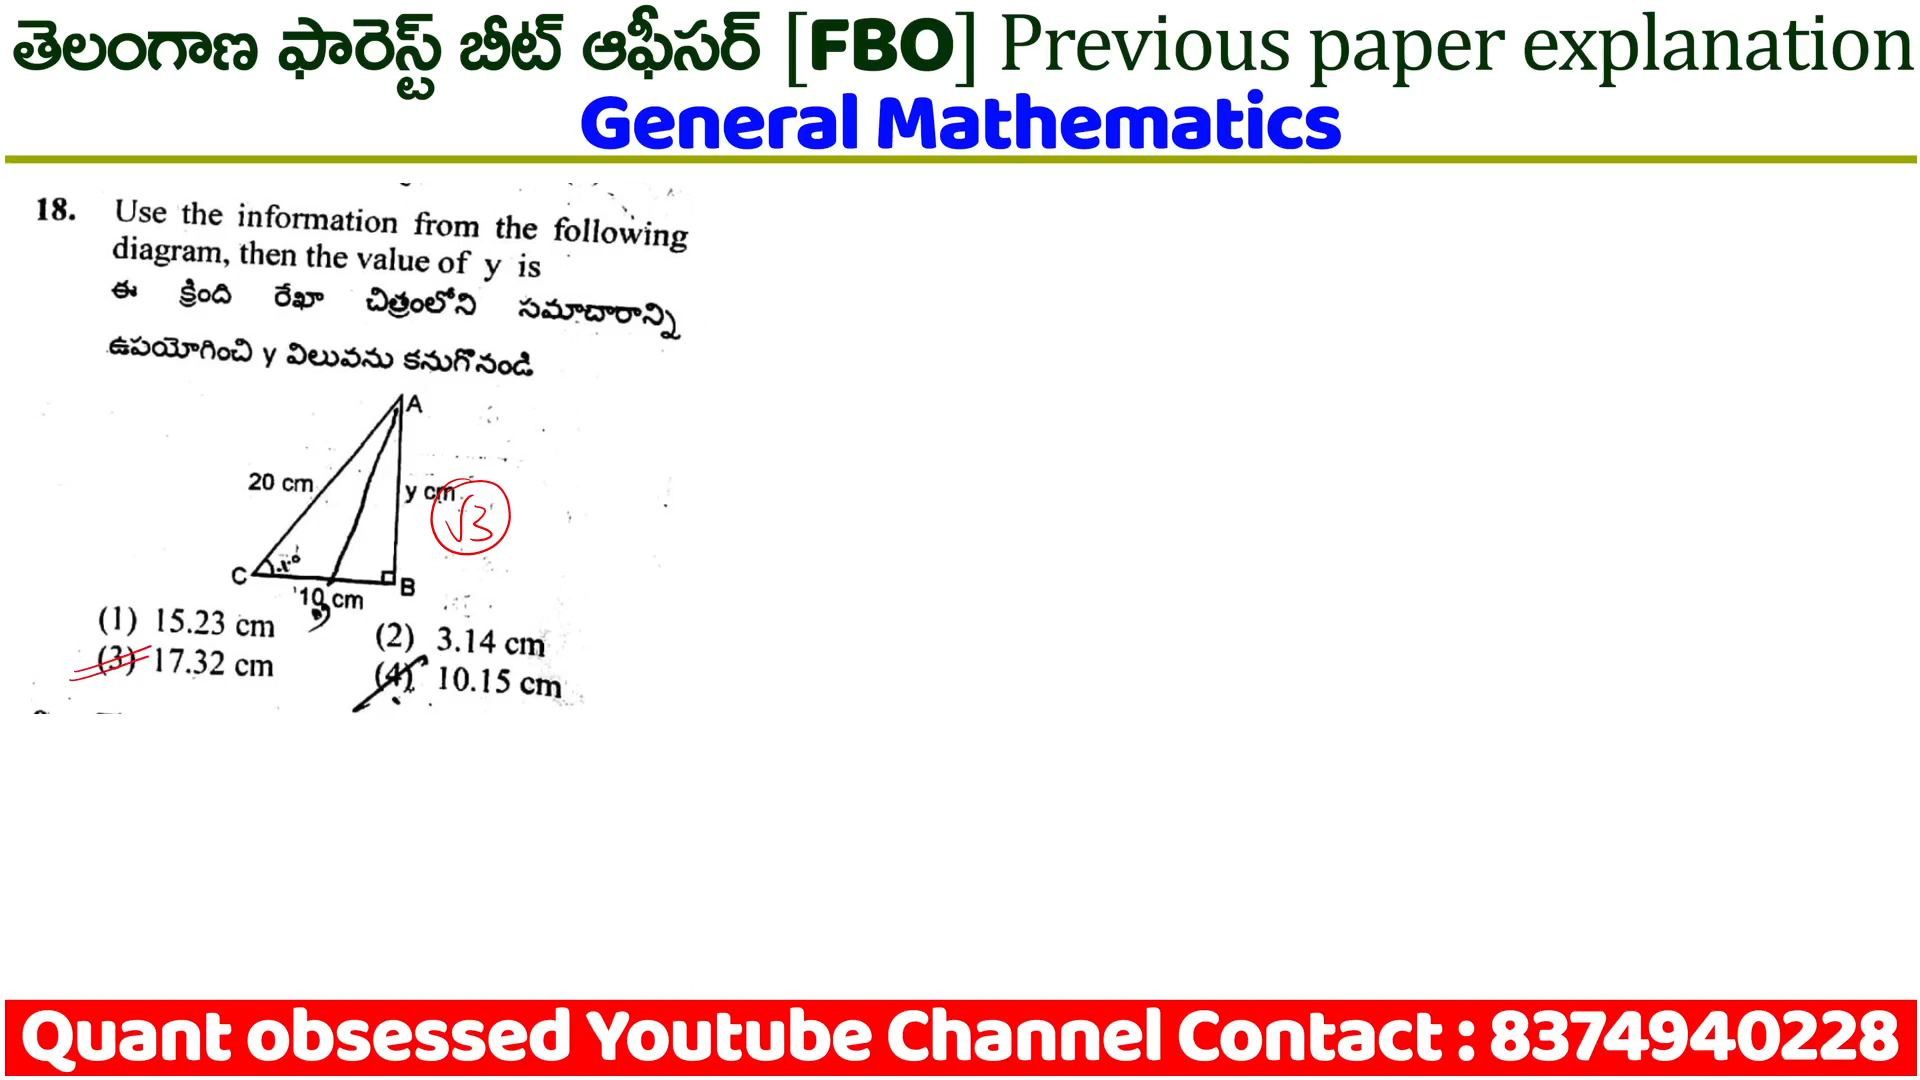 తెలంగాణ ఫారెస్ట్ బీట్ ఆఫీసర్ [FBO] Previous paper explanation
General Mathematics
18. Use the information from the following
diagram, then the value of y is
ఈ క్రింది రేఖా చిత్రంలోని సమాచారాన్ని
ఉపయోగించి y విలువను కనుగొనండి
A
20 cm
y cm
√3
x°
C
B
10 cm
(1) 15.23 cm
(2) 3.14 cm
(3) 17.32 cm
(4) 10.15 cm
Quant obsessed Youtube Channel Contact : 8374940228